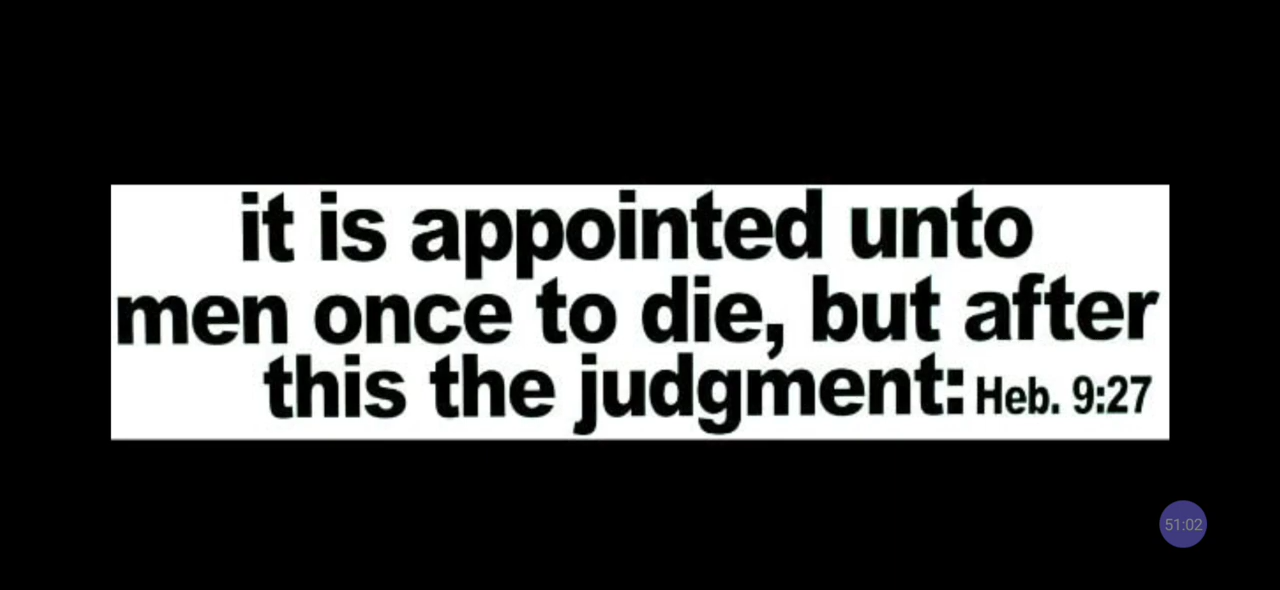 it is appointed unto
men once to die, but after
this the judgment: Heb. 9:27
51:02